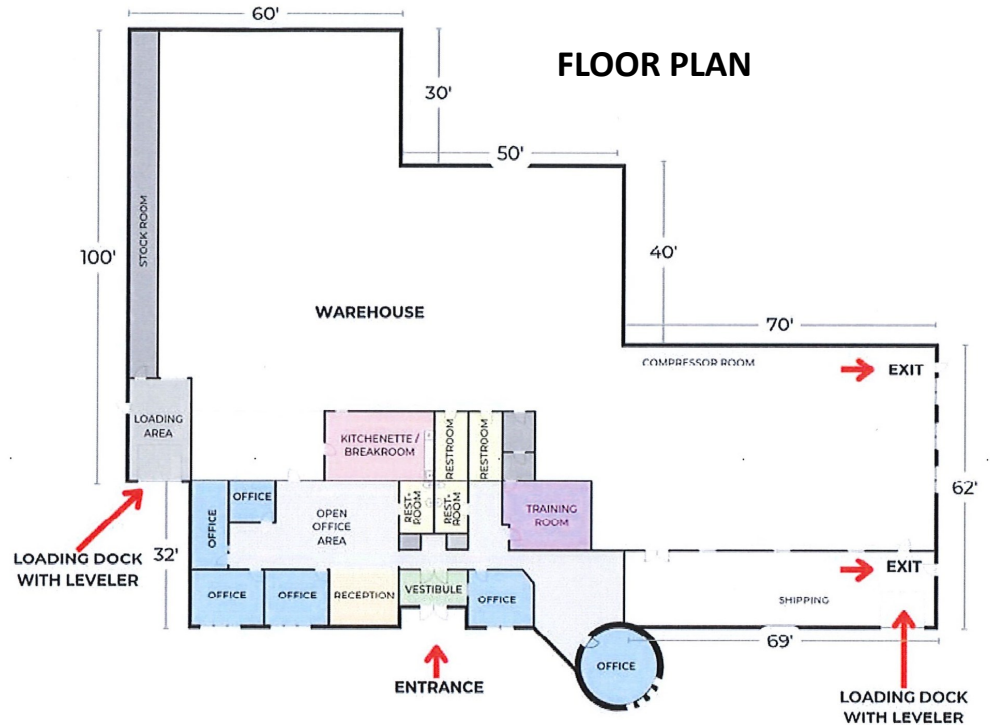 60'
FLOOR PLAN
30'
50'
STOCK ROOM
100'
40'
WAREHOUSE
70'
COMPRESSOR ROOM
EXIT
LOADING
AREA
KITCHENETTE /
BREAKROOM
RESTROOM
RESTROOM
62'
OFFICE
OFFICE
OPEN
OFFICE
AREA
REST-
ROOM
REST-
ROOM
TRAINING
ROOM
LOADING DOCK
WITH LEVELER
32'
EXIT
OFFICE
OFFICE
RECEPTION
VESTIBULE
OFFICE
SHIPPING
69'
OFFICE
ENTRANCE
LOADING DOCK
WITH LEVELER